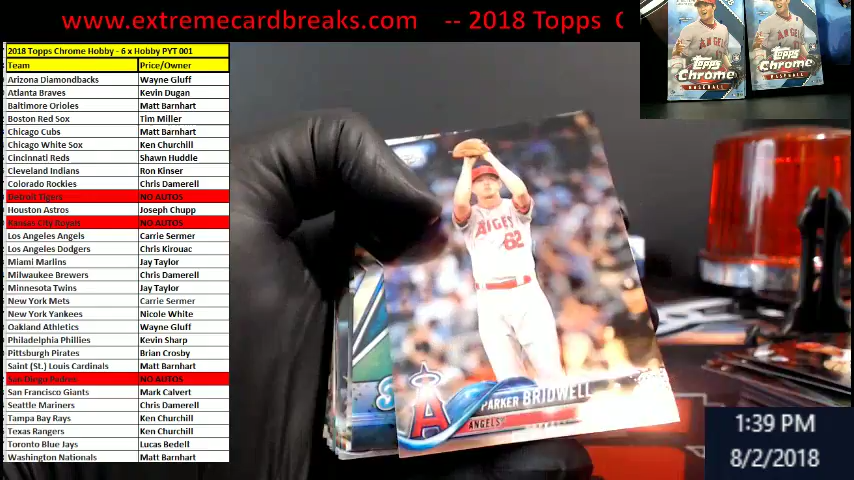 www.extremecardbreaks.com -- 2018 Topps C
2018 Topps Chrome Hobby - 6 x Hobby PYT 001
Team Price/Owner
Arizona Diamondbacks Wayne Gluff
Atlanta Braves Kevin Dugan
Baltimore Orioles Matt Barnhart
Boston Red Sox Tim Miller
Chicago Cubs Matt Barnhart
Chicago White Sox Ken Churchill
Cincinnati Reds Shawn Huddle
Cleveland Indians Ron Kinser
Colorado Rockies Chris Damerell
Detroit Tigers NO AUTOS
Houston Astros Joseph Chupp
Kansas City Royals NO AUTOS
Los Angeles Angels Carrie Sermer
Los Angeles Dodgers Chris Kirouac
Miami Marlins Jay Taylor
Milwaukee Brewers Chris Damerell
Minnesota Twins Jay Taylor
New York Mets Carrie Sermer
New York Yankees Nicole White
Oakland Athletics Wayne Gluff
Philadelphia Phillies Kevin Sharp
Pittsburgh Pirates Brian Crosby
Saint (St.) Louis Cardinals Matt Barnhart
San Diego Padres NO AUTOS
San Francisco Giants Mark Calvert
Seattle Mariners Chris Damerell
Tampa Bay Rays Ken Churchill
Texas Rangers Ken Churchill
Toronto Blue Jays Lucas Bedell
Washington Nationals Matt Barnhart
Topps Chrome
BASEBALL
Topps Chrome
BASEBALL
ANGELS
62
PARKER BRIDWELL
ANGELS
A
1:39 PM
8/2/2018